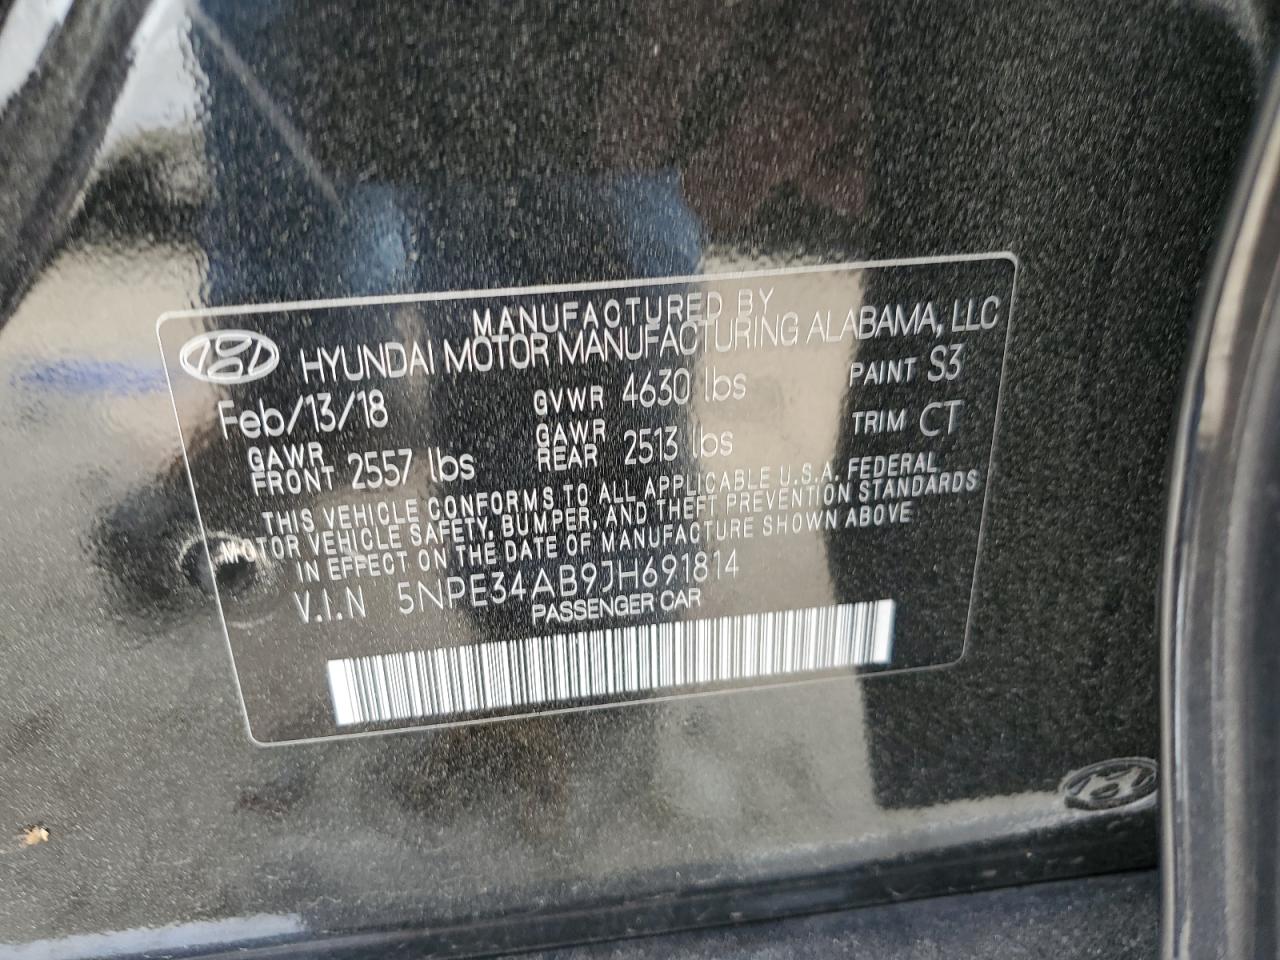 MANUFACTURED BY
HYUNDAI MOTOR MANUFACTURING ALABAMA, LLC
Feb/13/18 GVWR 4630 lbs PAINT S3
GAWR FRONT 2557 lbs GAWR REAR 2513 lbs TRIM CT
THIS VEHICLE CONFORMS TO ALL APPLICABLE U.S.A. FEDERAL
MOTOR VEHICLE SAFETY, BUMPER, AND THEFT PREVENTION STANDARDS
IN EFFECT ON THE DATE OF MANUFACTURE SHOWN ABOVE
V.I.N 5NPE34AB9JH691814
PASSENGER CAR